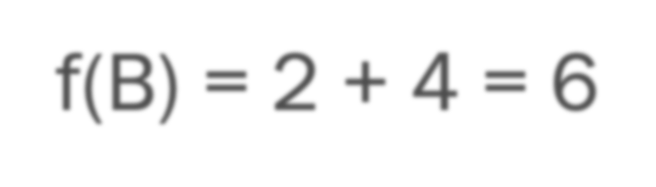 f(B) = 2 + 4 = 6